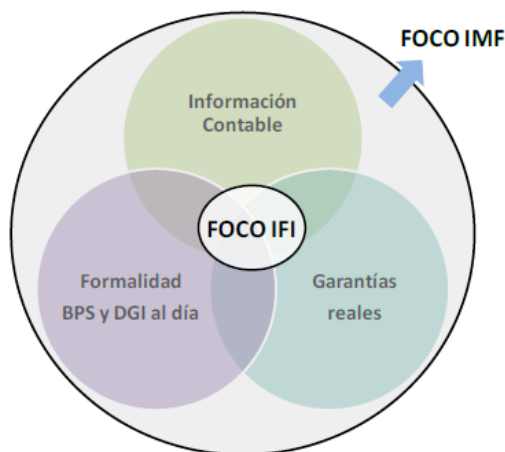 FOCO IMF
Información
Contable
FOCO IFI
Formalidad
BPS y DGI al día
Garantías
reales